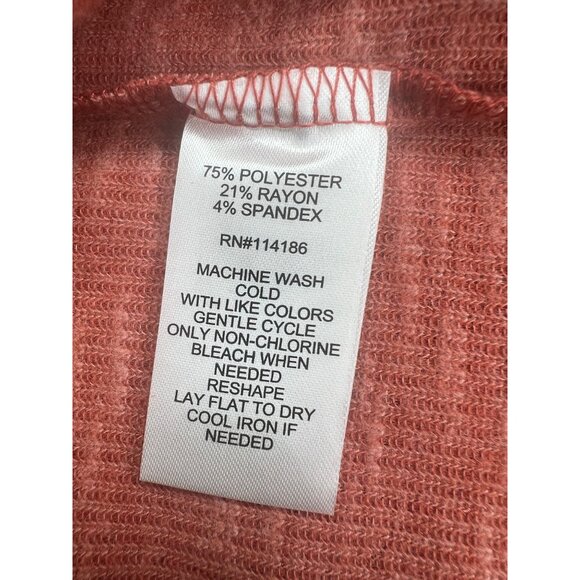 75% POLYESTER
21% RAYON
4% SPANDEX
RN#114186
MACHINE WASH
COLD
WITH LIKE COLORS
GENTLE CYCLE
ONLY NON-CHLORINE
BLEACH WHEN
NEEDED
RESHAPE
LAY FLAT TO DRY
COOL IRON IF
NEEDED